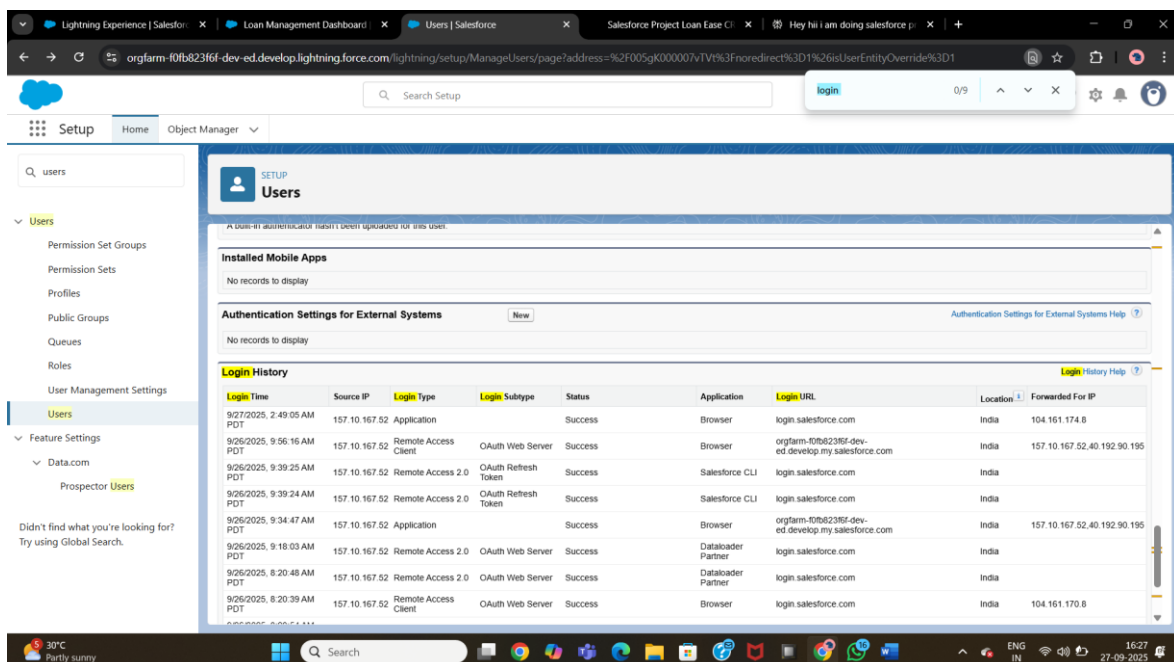 Lightning Experience | Salesforc
Loan Management Dashboard |
Users | Salesforce
Salesforce Project Loan Ease Cl
Hey hii i am doing salesforce pr
orgfarm-f0fb823f6f-dev-ed.develop.lightning.force.com/lightning/setup/ManageUsers/page?address=%2F005gK000007vTVt%3Fnoredirect%3D1%26isUserEntityOverride%3D1
login 0/9
Search Setup
Setup Home Object Manager
users
Users
Permission Set Groups
Permission Sets
Profiles
Public Groups
Queues
Roles
User Management Settings
Users
Feature Settings
Data.com
Prospector Users
Didn't find what you're looking for?
Try using Global Search.
SETUP
Users
A built-in authenticator hasn't been uploaded for this user.
Installed Mobile Apps
No records to display
Authentication Settings for External Systems New Authentication Settings for External Systems Help ?
No records to display
Login History Login History Help ?
Login Time Source IP Login Type Login Subtype Status Application Login URL Location i Forwarded For IP
9/27/2025, 2:49:05 AM PDT 157.10.167.52 Application Success Browser login.salesforce.com India 104.161.174.8
9/26/2025, 9:56:16 AM PDT 157.10.167.52 Remote Access Client OAuth Web Server Success Browser orgfarm-f0fb823f6f-dev-ed.develop.my.salesforce.com India 157.10.167.52,40.192.90.195
9/26/2025, 9:39:25 AM PDT 157.10.167.52 Remote Access 2.0 OAuth Refresh Token Success Salesforce CLI login.salesforce.com India
9/26/2025, 9:39:24 AM PDT 157.10.167.52 Remote Access 2.0 OAuth Refresh Token Success Salesforce CLI login.salesforce.com India
9/26/2025, 9:34:47 AM PDT 157.10.167.52 Application Success Browser orgfarm-f0fb823f6f-dev-ed.develop.my.salesforce.com India 157.10.167.52,40.192.90.195
9/26/2025, 9:18:03 AM PDT 157.10.167.52 Remote Access 2.0 OAuth Web Server Success Dataloader Partner login.salesforce.com India
9/26/2025, 8:20:48 AM PDT 157.10.167.52 Remote Access 2.0 OAuth Web Server Success Dataloader Partner login.salesforce.com India
9/26/2025, 8:20:39 AM PDT 157.10.167.52 Remote Access Client OAuth Web Server Success Browser login.salesforce.com India 104.161.170.8
5
30°C
Partly sunny
Search
16
ENG
IN
16:27
27-09-2025